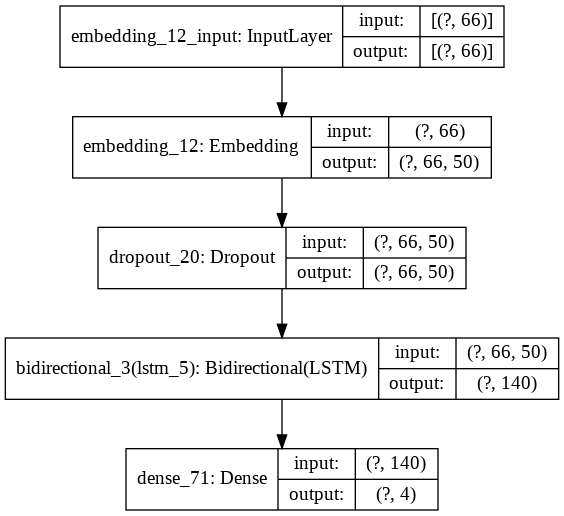 embedding_12_input: InputLayer
input:
[(?, 66)]
output:
[(?, 66)]
embedding_12: Embedding
input:
(?, 66)
output:
(?, 66, 50)
dropout_20: Dropout
input:
(?, 66, 50)
output:
(?, 66, 50)
bidirectional_3(lstm_5): Bidirectional(LSTM)
input:
(?, 66, 50)
output:
(?, 140)
dense_71: Dense
input:
(?, 140)
output:
(?, 4)